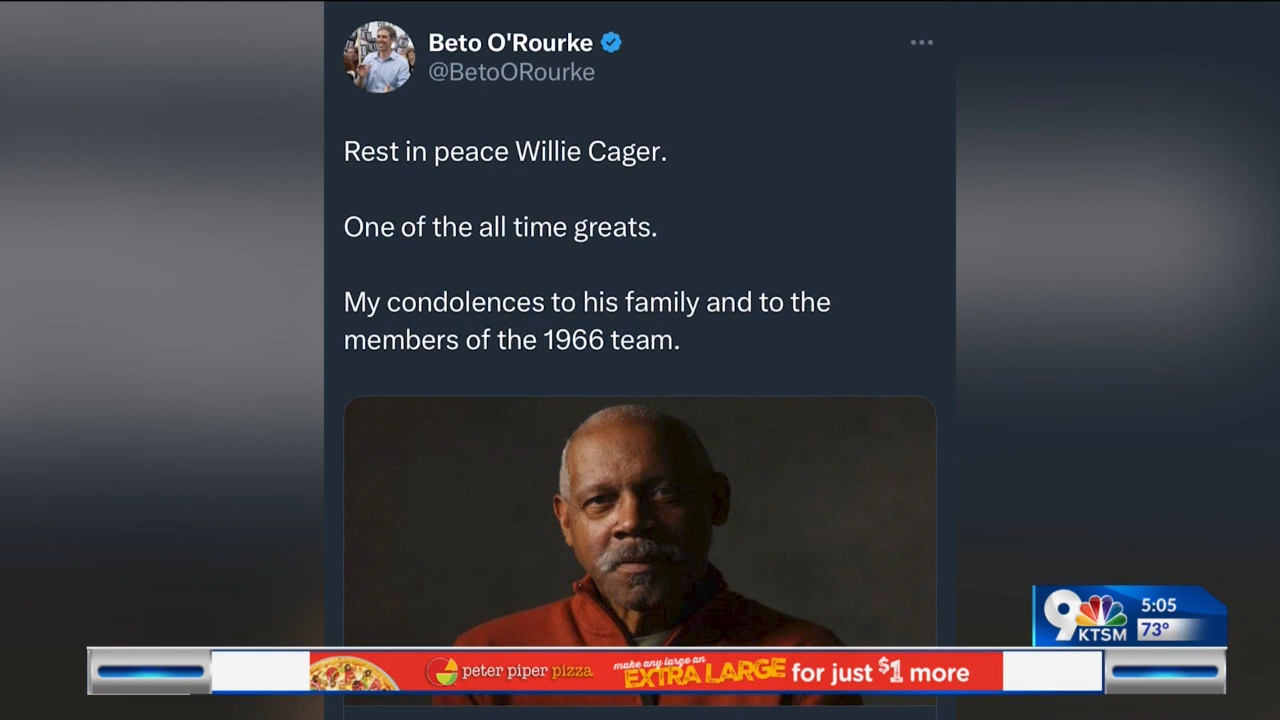 Beto O'Rourke
@BetoORourke
Rest in peace Willie Cager.
One of the all time greats.
My condolences to his family and to the
members of the 1966 team.
9
KTSM
5:05
73°
peter piper pizza.
make any large an
EXTRA LARGE
for just $1 more